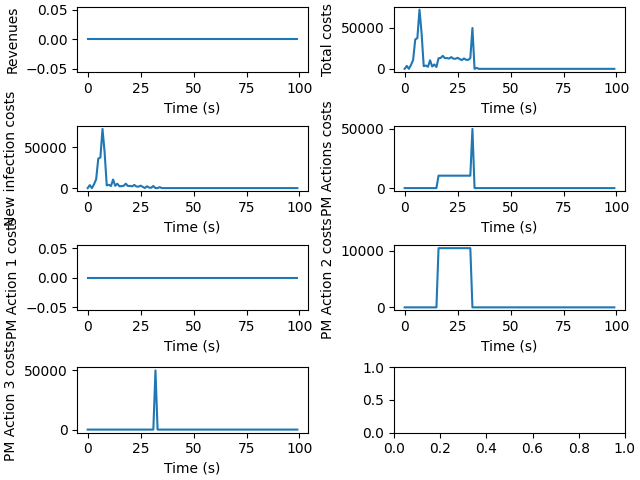 Revenues
0.05
0.00
−0.05
0 25 50 75 100
Time (s)
Total costs
50000
0
0 25 50 75 100
Time (s)
New infection costs
50000
0
0 25 50 75 100
Time (s)
PM Actions costs
50000
0
0 25 50 75 100
Time (s)
PM Action 1 costs
0.05
0.00
−0.05
0 25 50 75 100
Time (s)
PM Action 2 costs
10000
0
0 25 50 75 100
Time (s)
PM Action 3 costs
50000
0
0 25 50 75 100
Time (s)
1.0
0.5
0.0
0.0 0.2 0.4 0.6 0.8 1.0